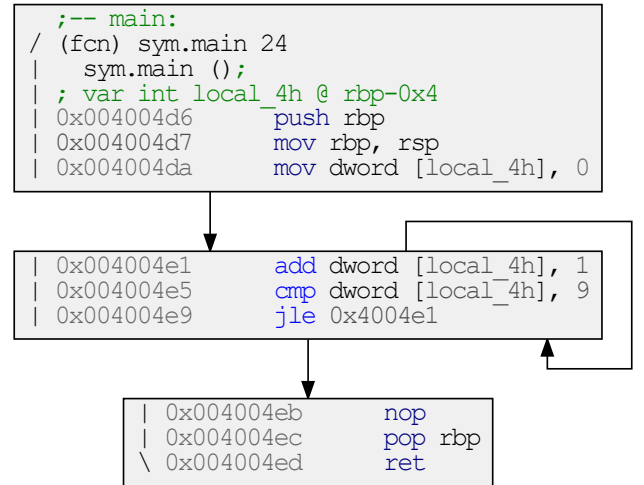 ;-- main:
/ (fcn) sym.main 24
|   sym.main ();
| ; var int local_4h @ rbp-0x4
| 0x004004d6      push rbp
| 0x004004d7      mov rbp, rsp
| 0x004004da      mov dword [local_4h], 0
| 0x004004e1      add dword [local_4h], 1
| 0x004004e5      cmp dword [local_4h], 9
| 0x004004e9      jle 0x4004e1
| 0x004004eb      nop
| 0x004004ec      pop rbp
\ 0x004004ed      ret